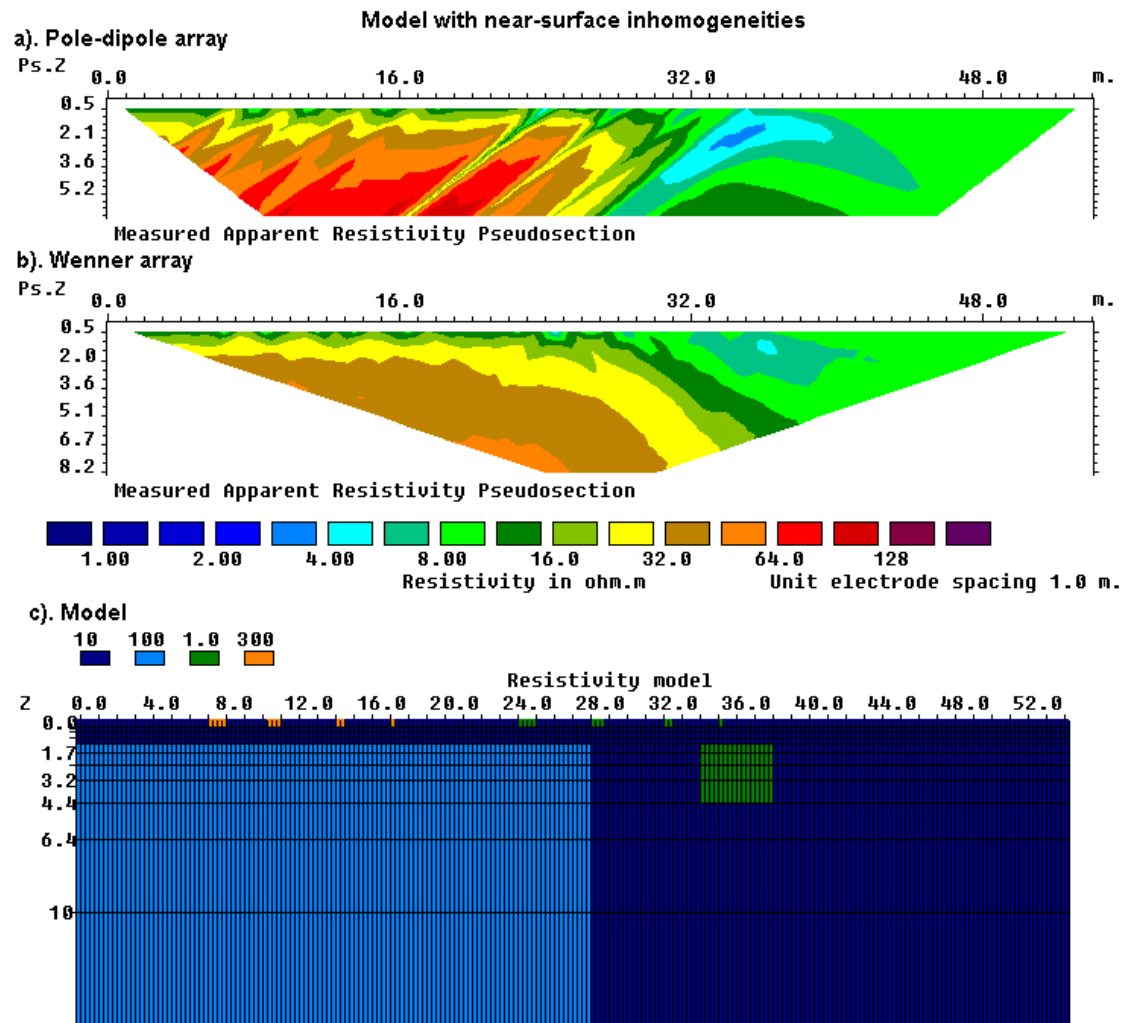 Model with near-surface inhomogeneities
a). Pole-dipole array
Ps.Z 0.0 16.0 32.0 48.0 m.
0.5
2.1
3.6
5.2
Measured Apparent Resistivity Pseudosection
b). Wenner array
Ps.Z 0.0 16.0 32.0 48.0 m.
0.5
2.0
3.6
5.1
6.7
8.2
Measured Apparent Resistivity Pseudosection
1.00 2.00 4.00 8.00 16.0 32.0 64.0 128
Resistivity in ohm.m Unit electrode spacing 1.0 m.
c). Model
10 100 1.0 300
Resistivity model
Z 0.0 4.0 8.0 12.0 16.0 20.0 24.0 28.0 32.0 36.0 40.0 44.0 48.0 52.0
0.0
1.7
3.2
4.4
6.4
10